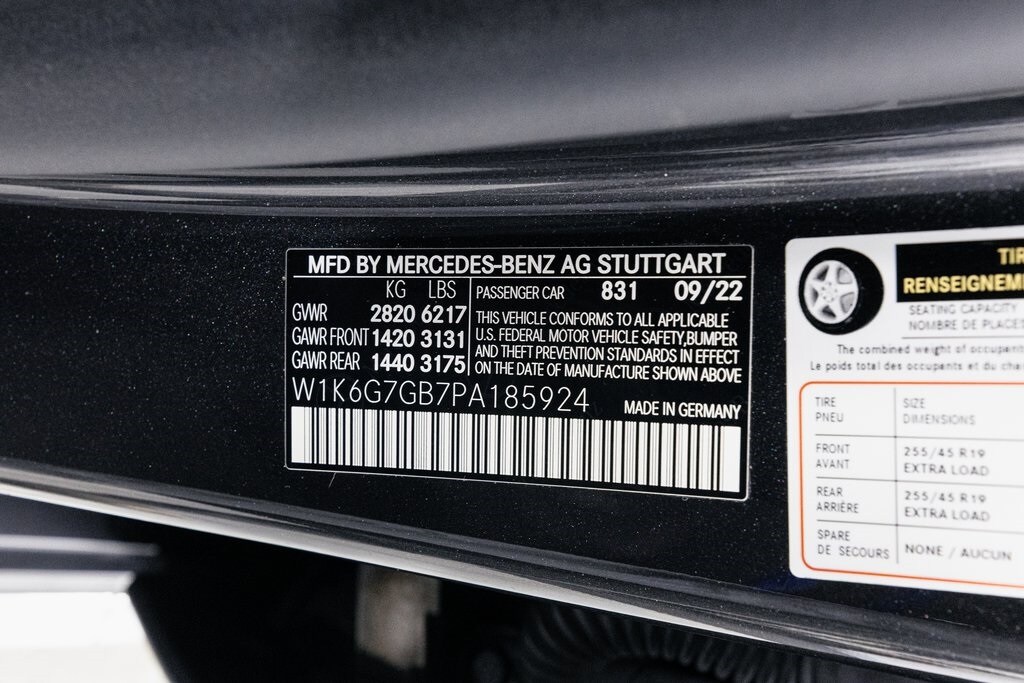 MFD BY MERCEDES-BENZ AG STUTTGART
KG LBS
GVWR 2820 6217
GAWR FRONT 1420 3131
GAWR REAR 1440 3175
PASSENGER CAR 831 09/22
THIS VEHICLE CONFORMS TO ALL APPLICABLE
U.S. FEDERAL MOTOR VEHICLE SAFETY,BUMPER
AND THEFT PREVENTION STANDARDS IN EFFECT
ON THE DATE OF MANUFACTURE SHOWN ABOVE
W1K6G7GB7PA185924
MADE IN GERMANY
SEATING CAPACITY
NOMBRE DE PLACES
The combined weight of
Le poids total des occupants et du
TIRE SIZE
PNEU DIMENSIONS
FRONT 255/45 R19
AVANT EXTRA LOAD
REAR 255/45 R19
ARRIÈRE EXTRA LOAD
SPARE
DE SECOURS NONE / AUCUN